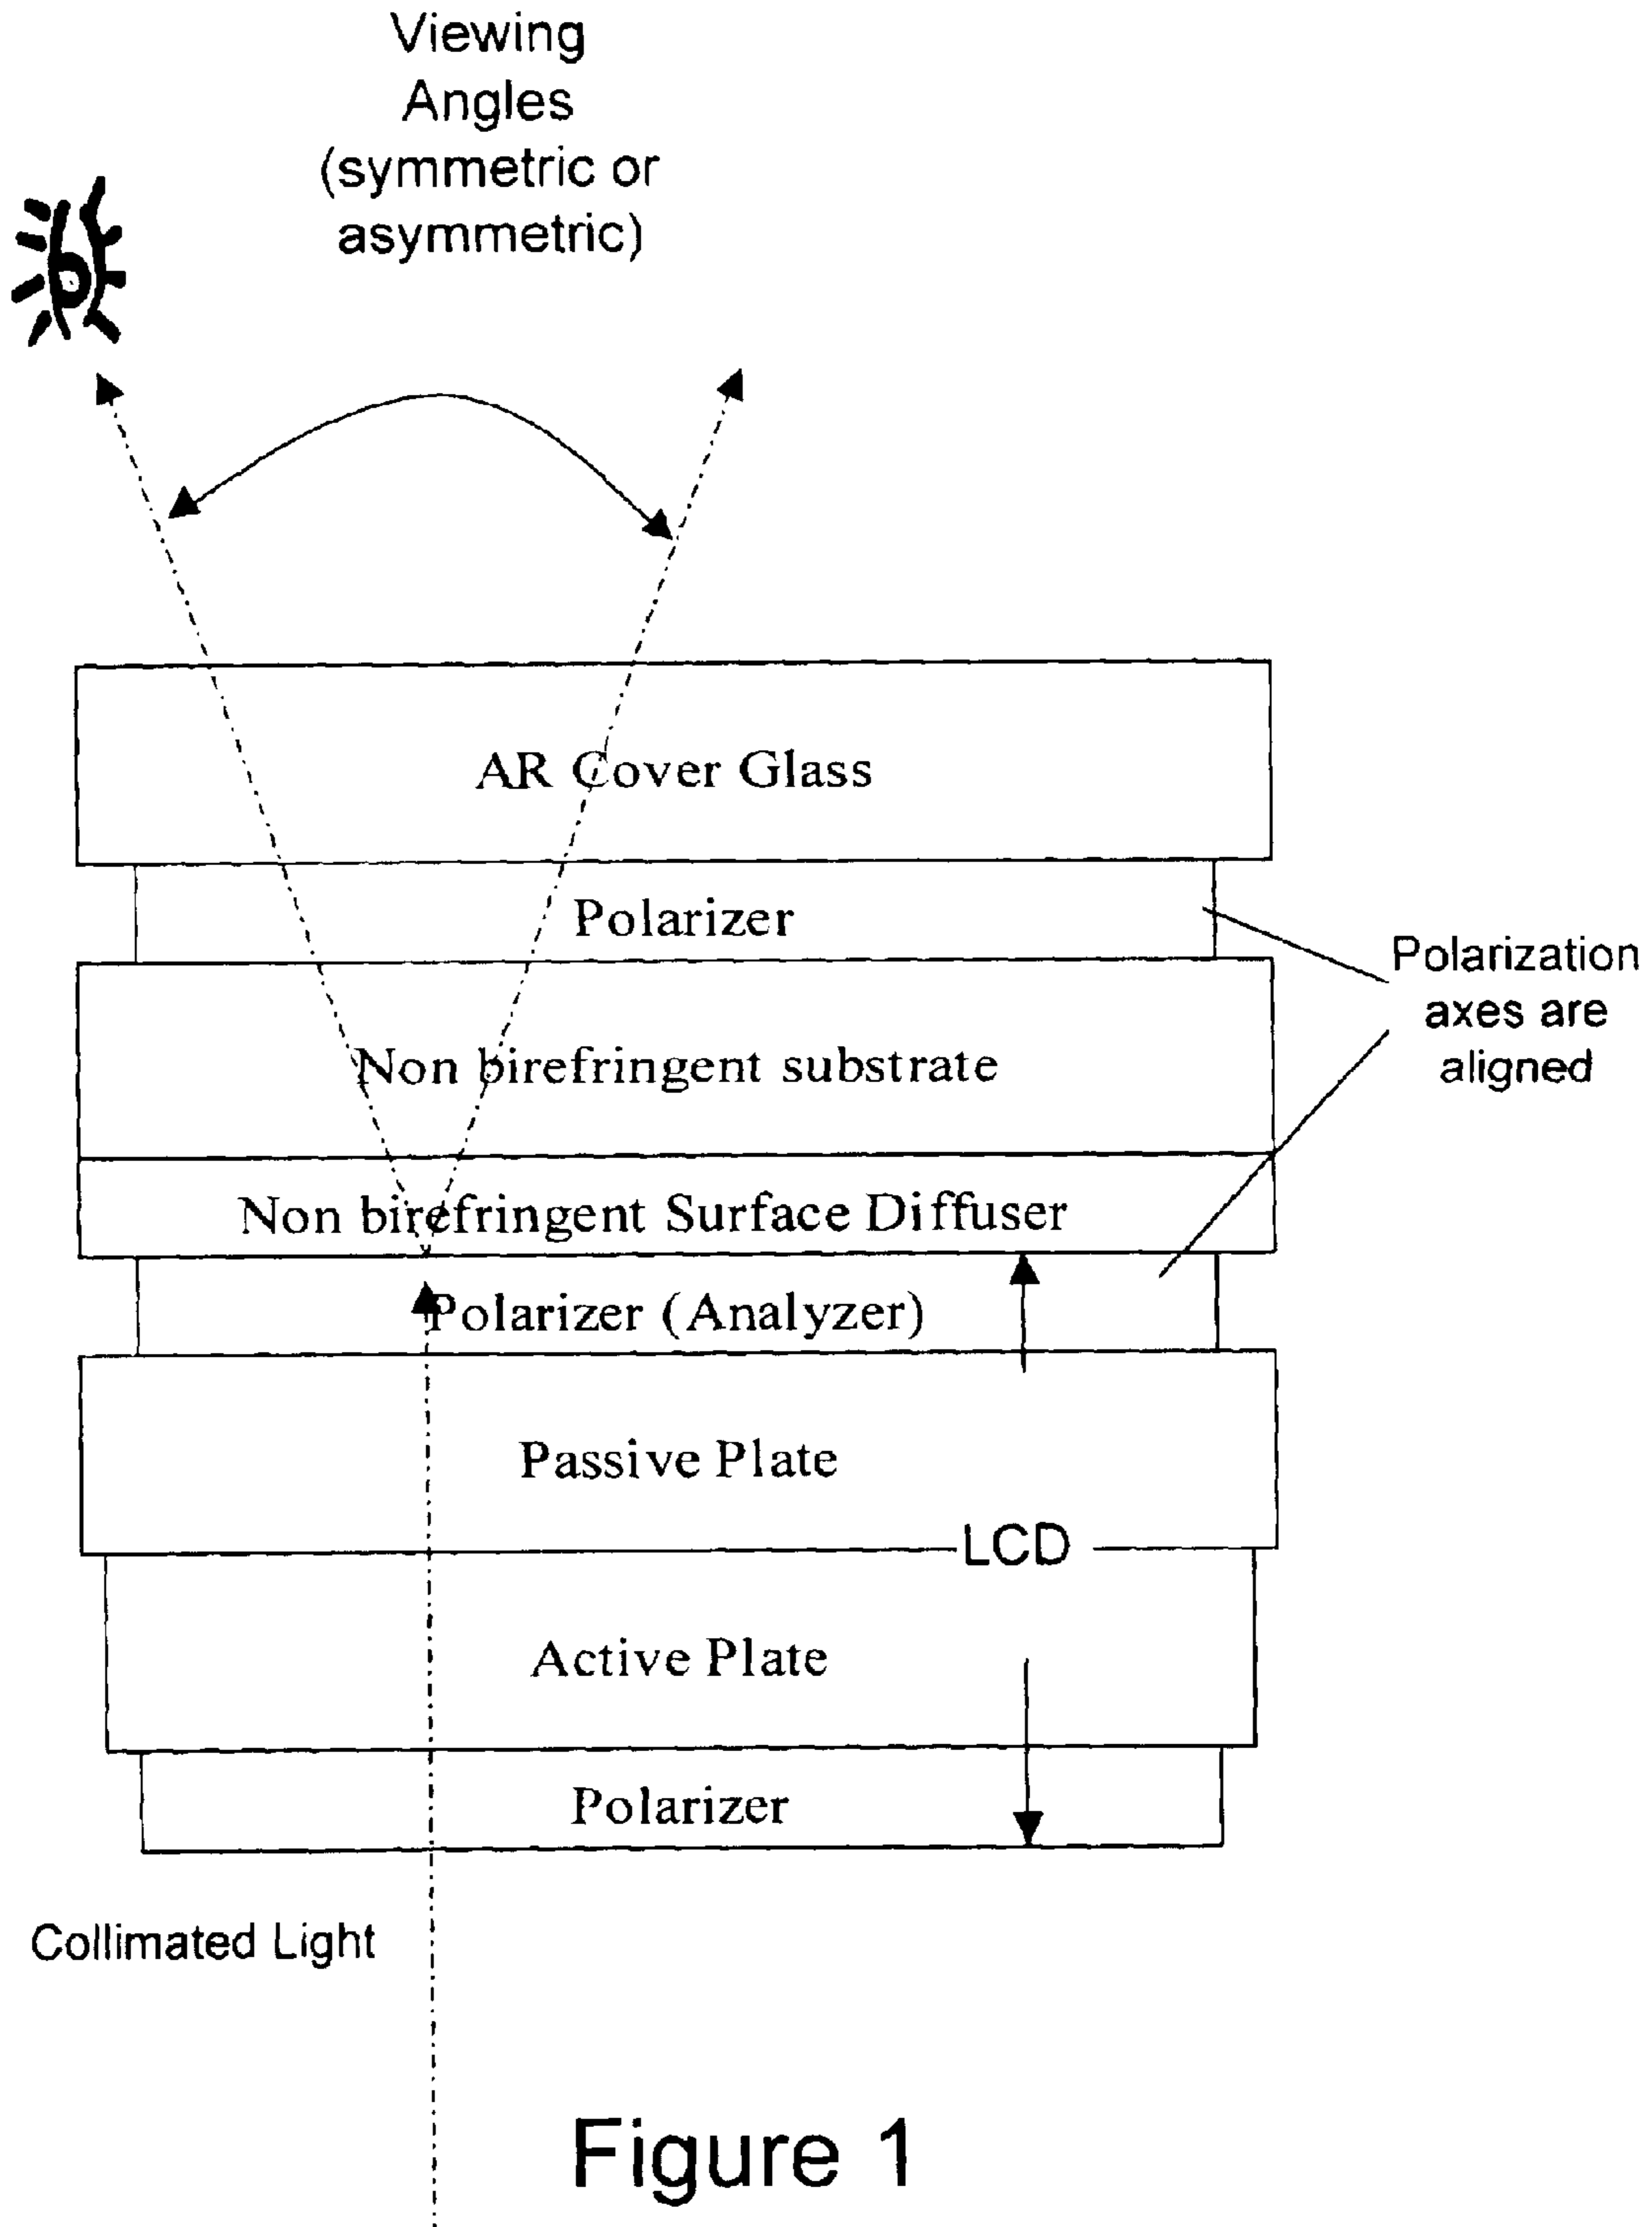 Viewing
Angles
(symmetric or
asymmetric)
AR Cover Glass
Polarizer
Polarization
axes are
aligned
Non birefringent substrate
Non birefringent Surface Diffuser
Polarizer (Analyzer)
Passive Plate
LCD
Active Plate
Polarizer
Collimated Light
Figure 1